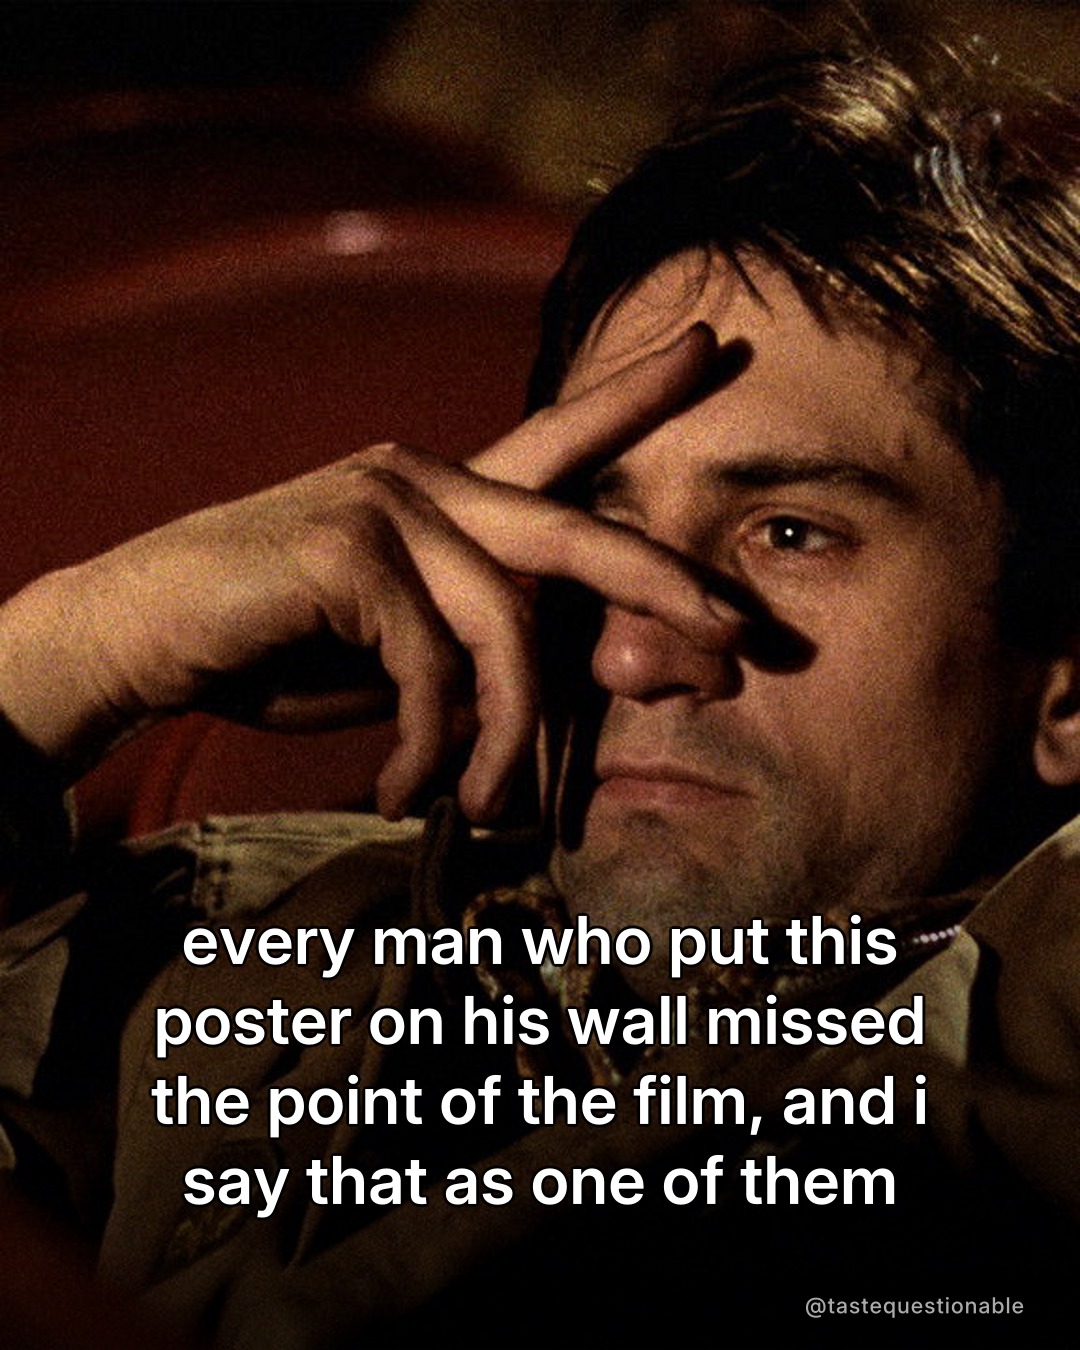 every man who put this
poster on his wall missed
the point of the film, and i
say that as one of them
@tastequestionable